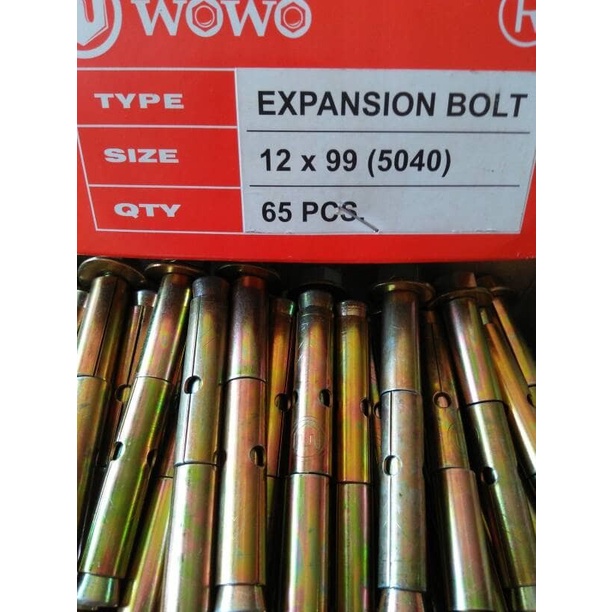 WOWO R
TYPE EXPANSION BOLT
SIZE 12 x 99 (5040)
QTY 65 PCS.